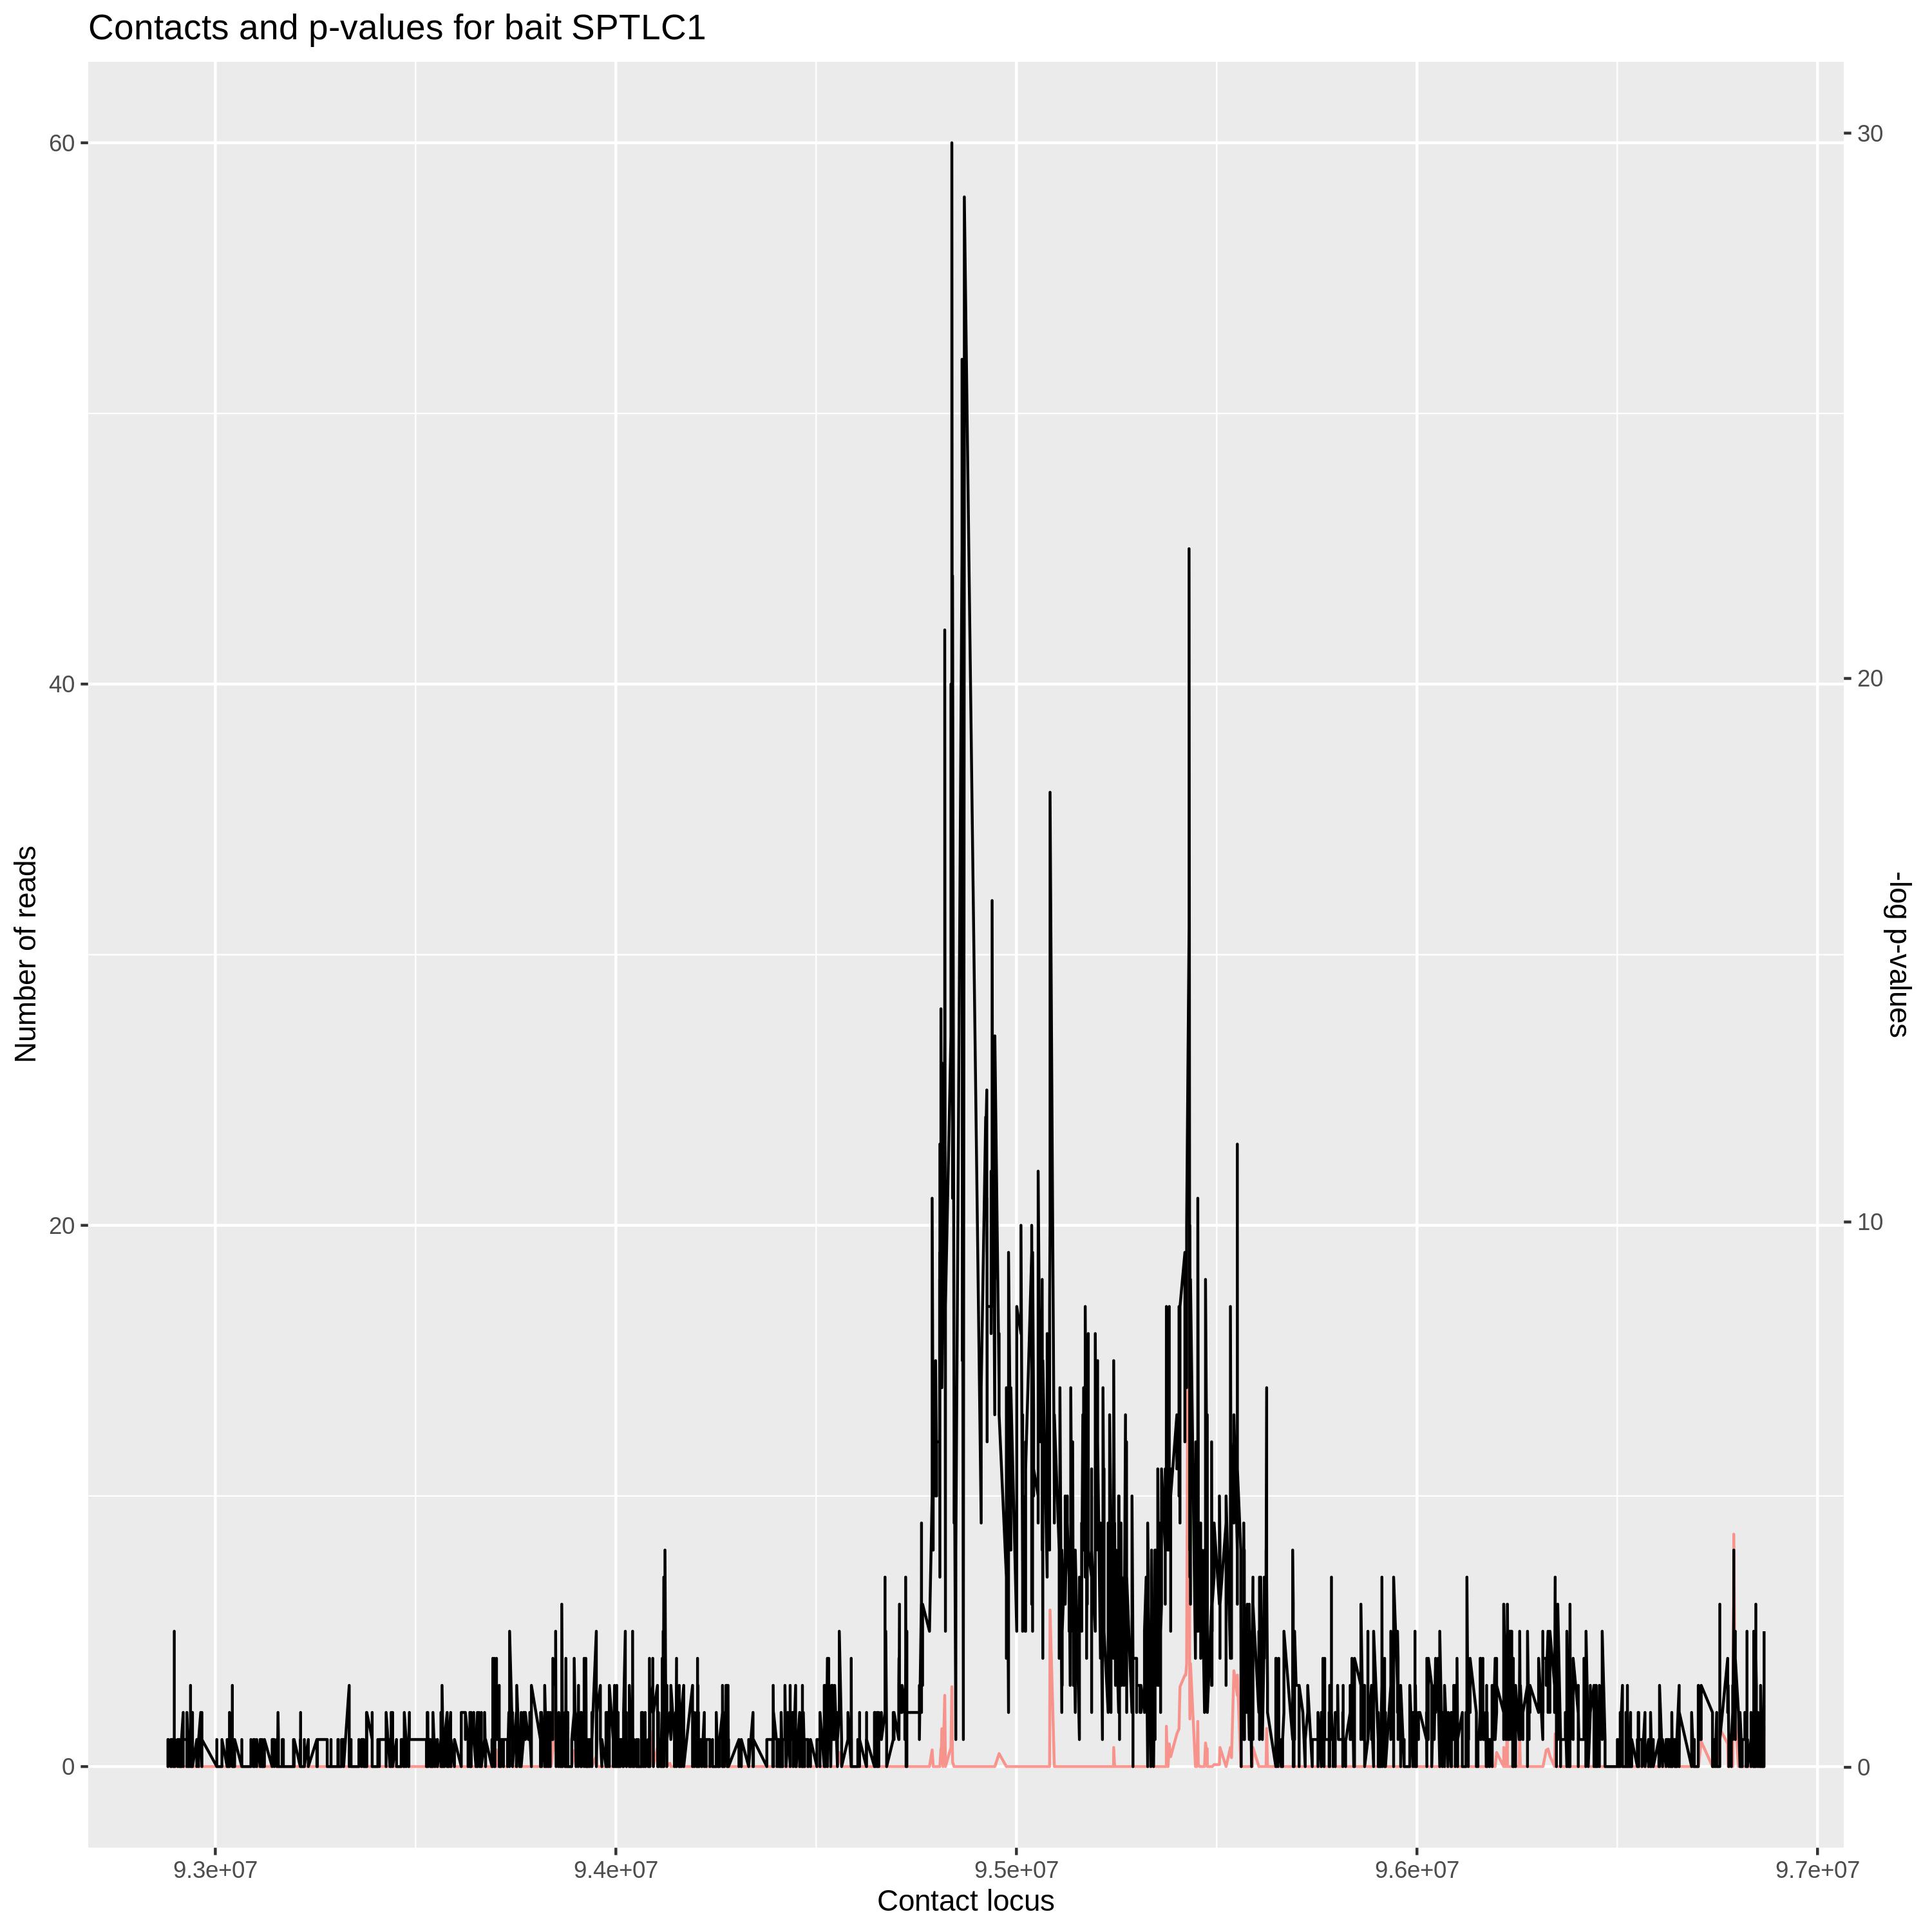 Contacts and p-values for bait SPTLC1
60
40
20
0
Number of reads
30
20
10
0
-log p-values
9.3e+07
9.4e+07
9.5e+07
9.6e+07
9.7e+07
Contact locus